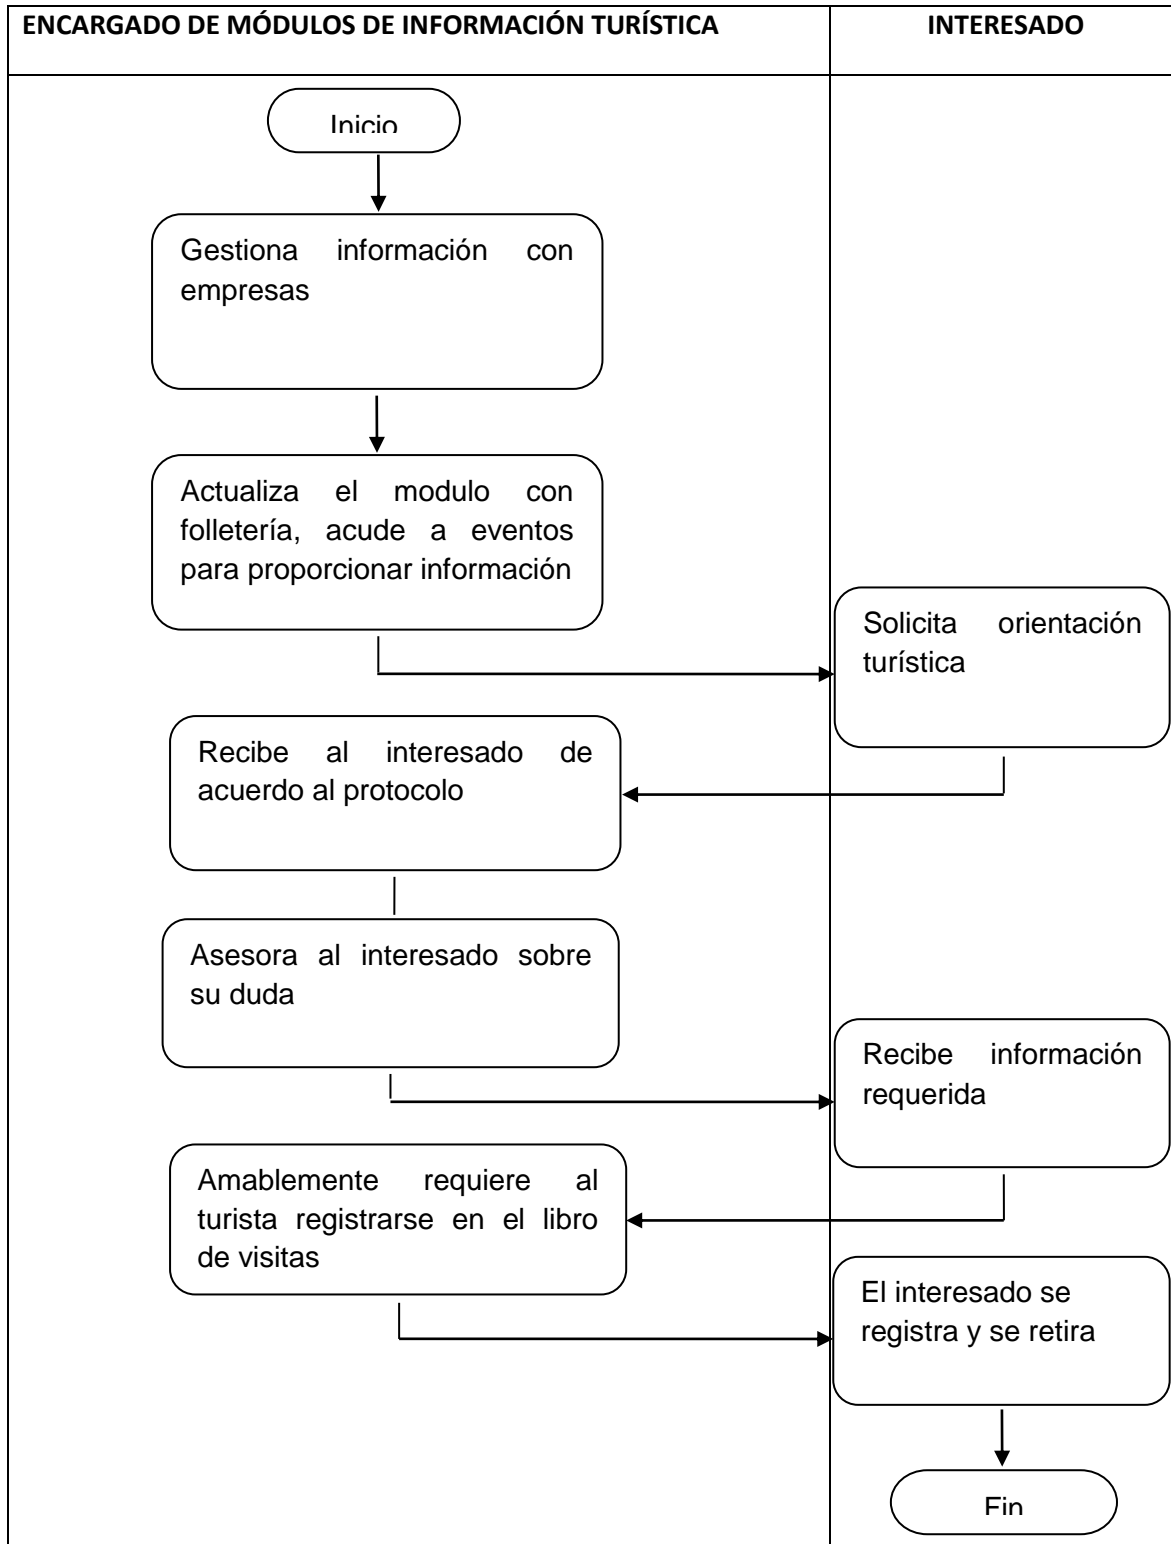 ENCARGADO DE MÓDULOS DE INFORMACIÓN TURÍSTICA
INTERESADO
Inicio
Gestiona información con
empresas
Actualiza el modulo con
folletería, acude a eventos
para proporcionar información
Solicita orientación
turística
Recibe al interesado de
acuerdo al protocolo
Asesora al interesado sobre
su duda
Recibe información
requerida
Amablemente requiere al
turista registrarse en el libro
de visitas
El interesado se
registra y se retira
Fin